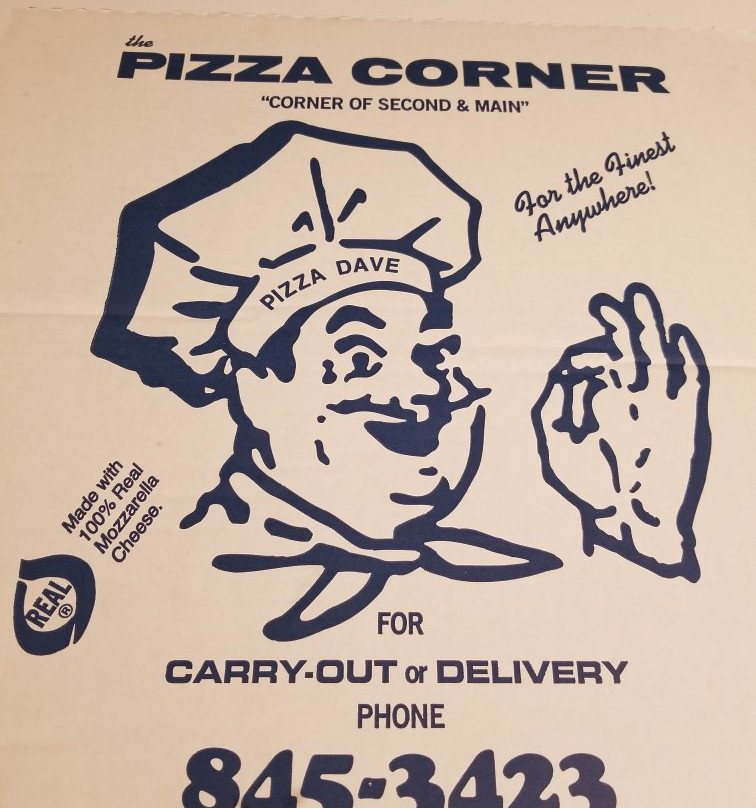 the
PIZZA CORNER
“CORNER OF SECOND & MAIN”
For the Finest
Anywhere!
PIZZA DAVE
Made with
100% Real
Mozzarella
Cheese.
REAL®
FOR
CARRY-OUT or DELIVERY
PHONE
845-3423